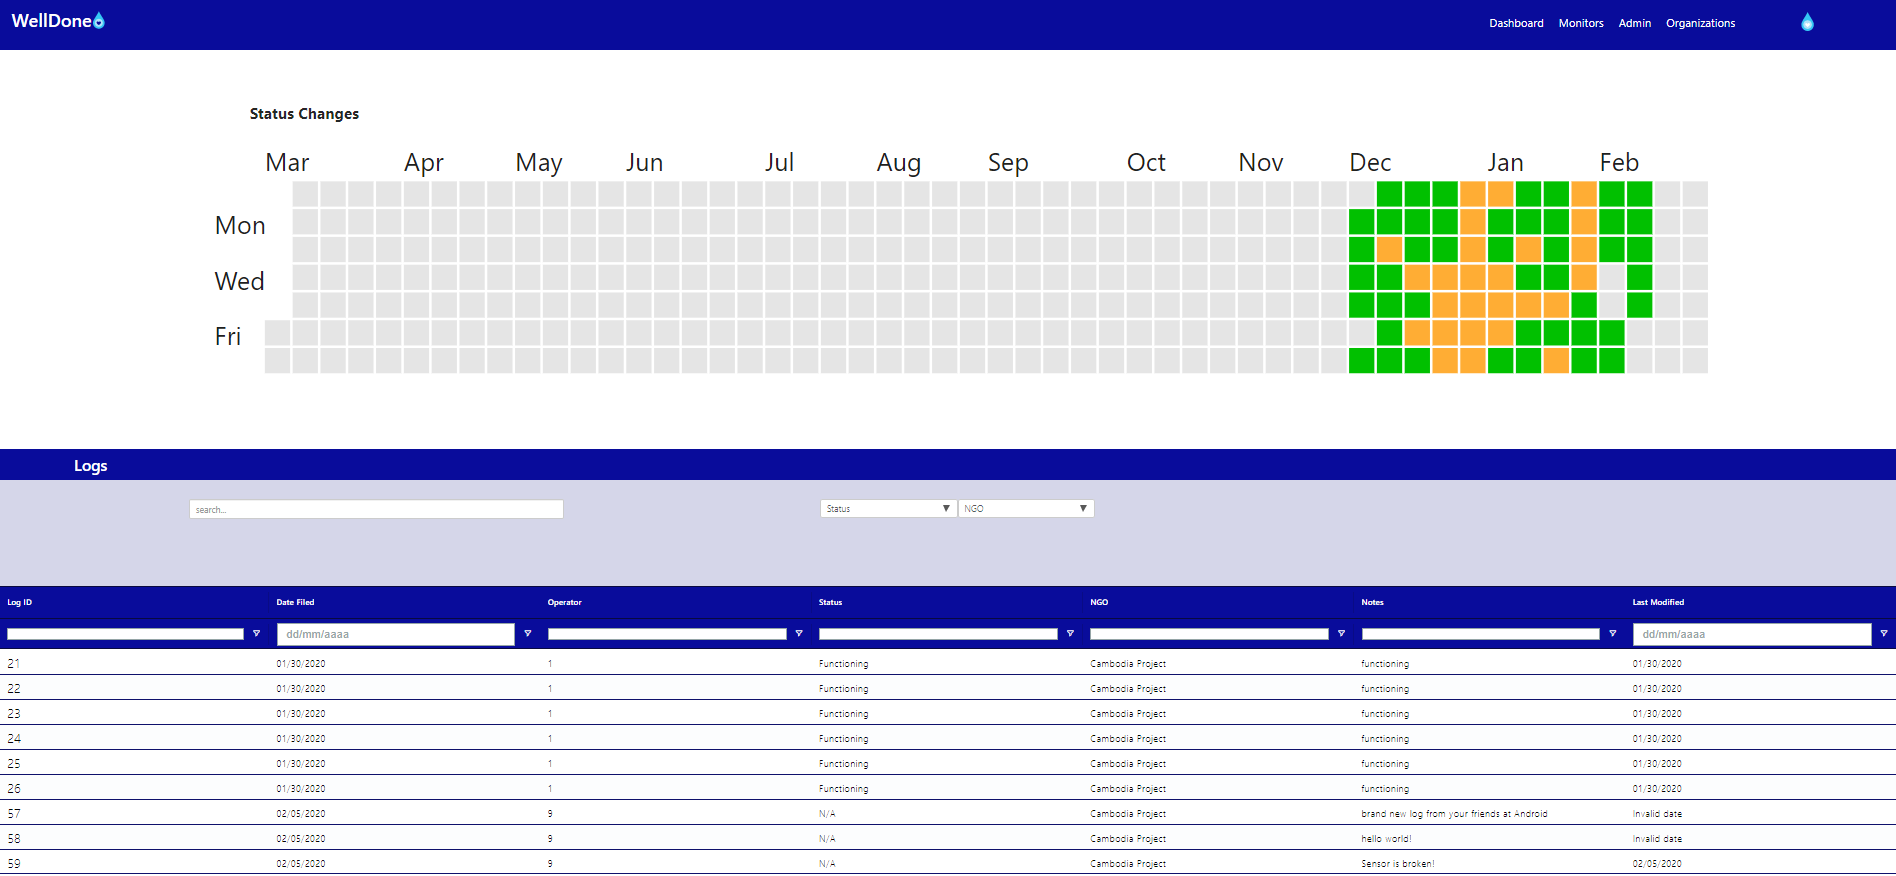 WellDone
Dashboard Monitors Admin Organizations
Status Changes
Mar Apr May Jun Jul Aug Sep Oct Nov Dec Jan Feb
Mon
Wed
Fri
Logs
search... Status ▼ NGO ▼
Log ID Date Filed Operator Status NGO Notes Last Modified
dd/mm/aaaa dd/mm/aaaa
21 01/30/2020 1 Functioning Cambodia Project functioning 01/30/2020
22 01/30/2020 1 Functioning Cambodia Project functioning 01/30/2020
23 01/30/2020 1 Functioning Cambodia Project functioning 01/30/2020
24 01/30/2020 1 Functioning Cambodia Project functioning 01/30/2020
25 01/30/2020 1 Functioning Cambodia Project functioning 01/30/2020
26 01/30/2020 1 Functioning Cambodia Project functioning 01/30/2020
57 02/05/2020 9 N/A Cambodia Project brand new log from your friends at Android Invalid date
58 02/05/2020 9 N/A Cambodia Project hello world! Invalid date
59 02/05/2020 9 N/A Cambodia Project Sensor is broken! 02/05/2020